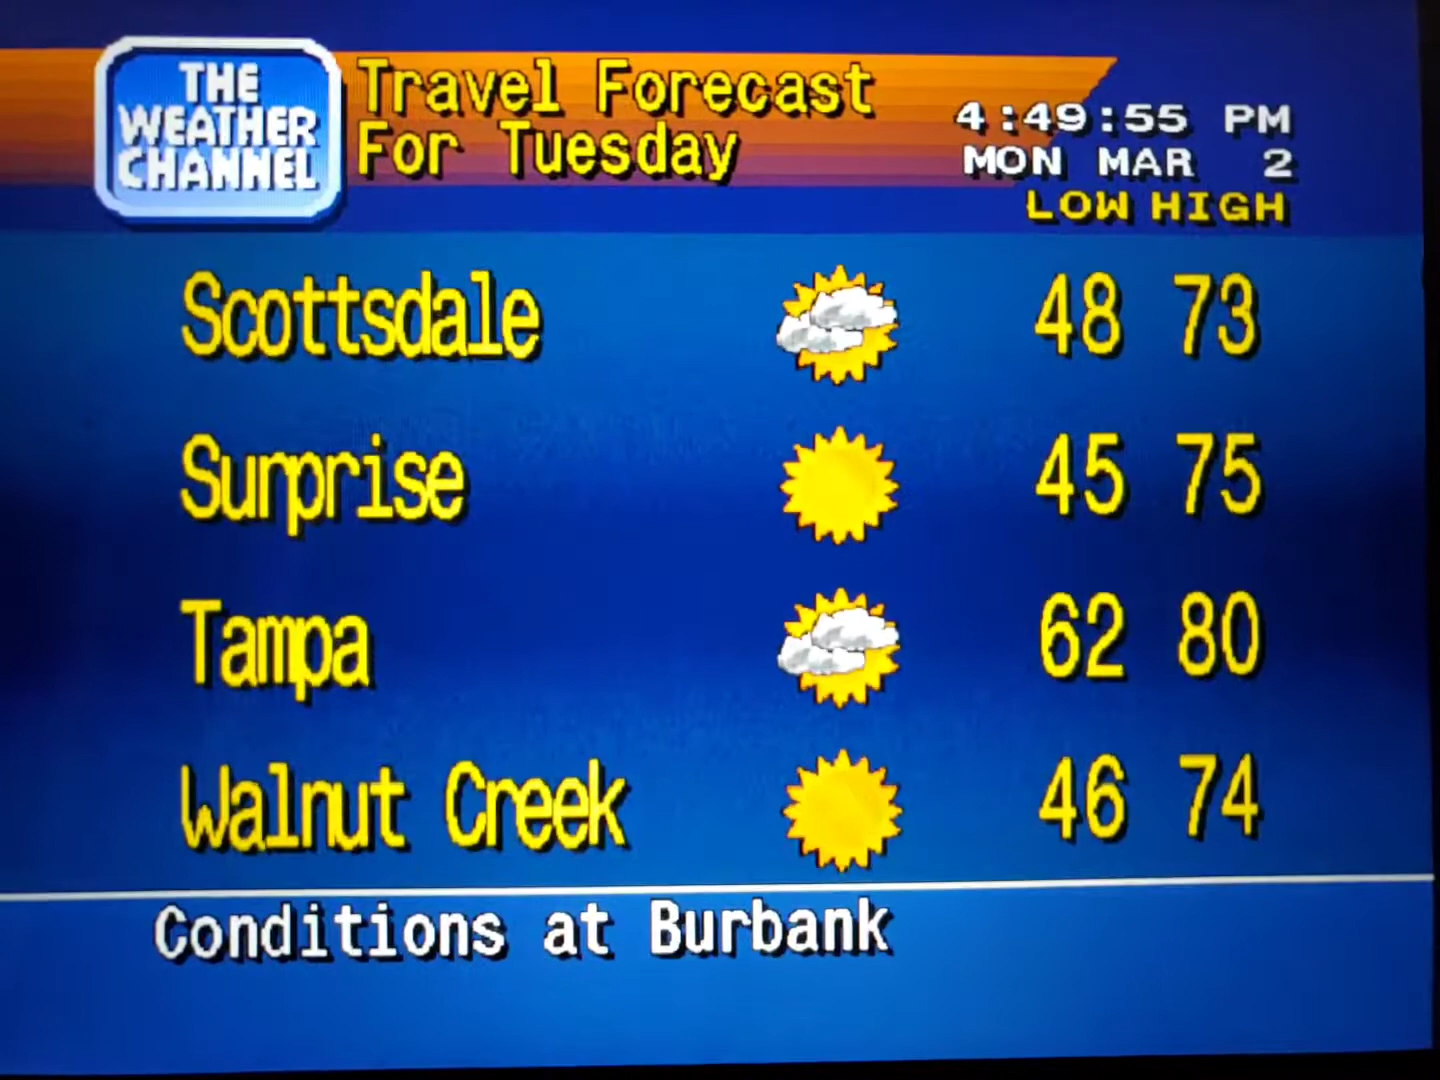 THE
WEATHER
CHANNEL
Travel Forecast
For Tuesday
4:49:55 PM
MON MAR 2
LOW HIGH
Scottsdale 48 73
Surprise 45 75
Tampa 62 80
Walnut Creek 46 74
Conditions at Burbank